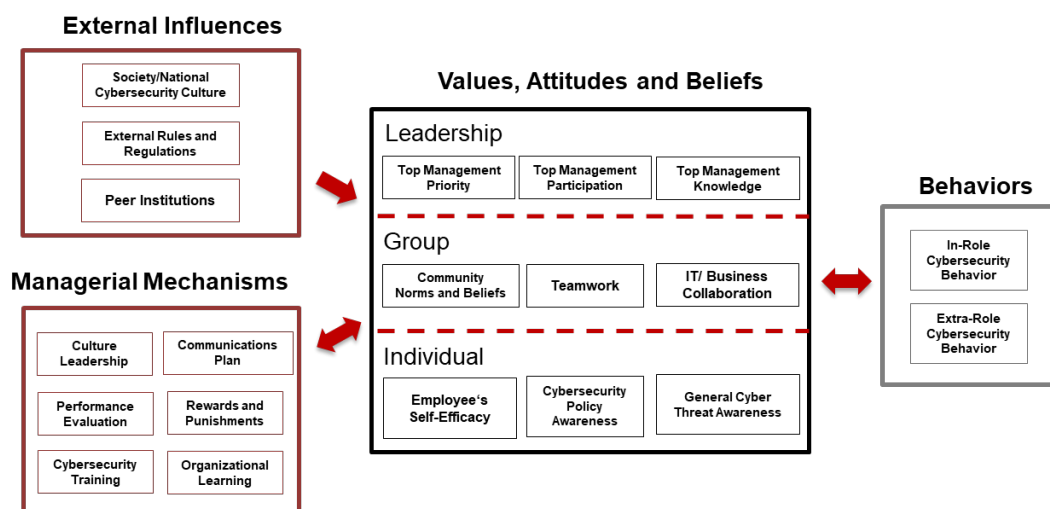 External Influences
Society/National
Cybersecurity Culture
External Rules and
Regulations
Peer Institutions
Managerial Mechanisms
Culture
Leadership
Communications
Plan
Performance
Evaluation
Rewards and
Punishments
Cybersecurity
Training
Organizational
Learning
Values, Attitudes and Beliefs
Leadership
Top Management
Priority
Top Management
Participation
Top Management
Knowledge
Group
Community
Norms and Beliefs
Teamwork
IT/ Business
Collaboration
Individual
Employee‘s
Self-Efficacy
Cybersecurity
Policy
Awareness
General Cyber
Threat Awareness
Behaviors
In-Role
Cybersecurity
Behavior
Extra-Role
Cybersecurity
Behavior